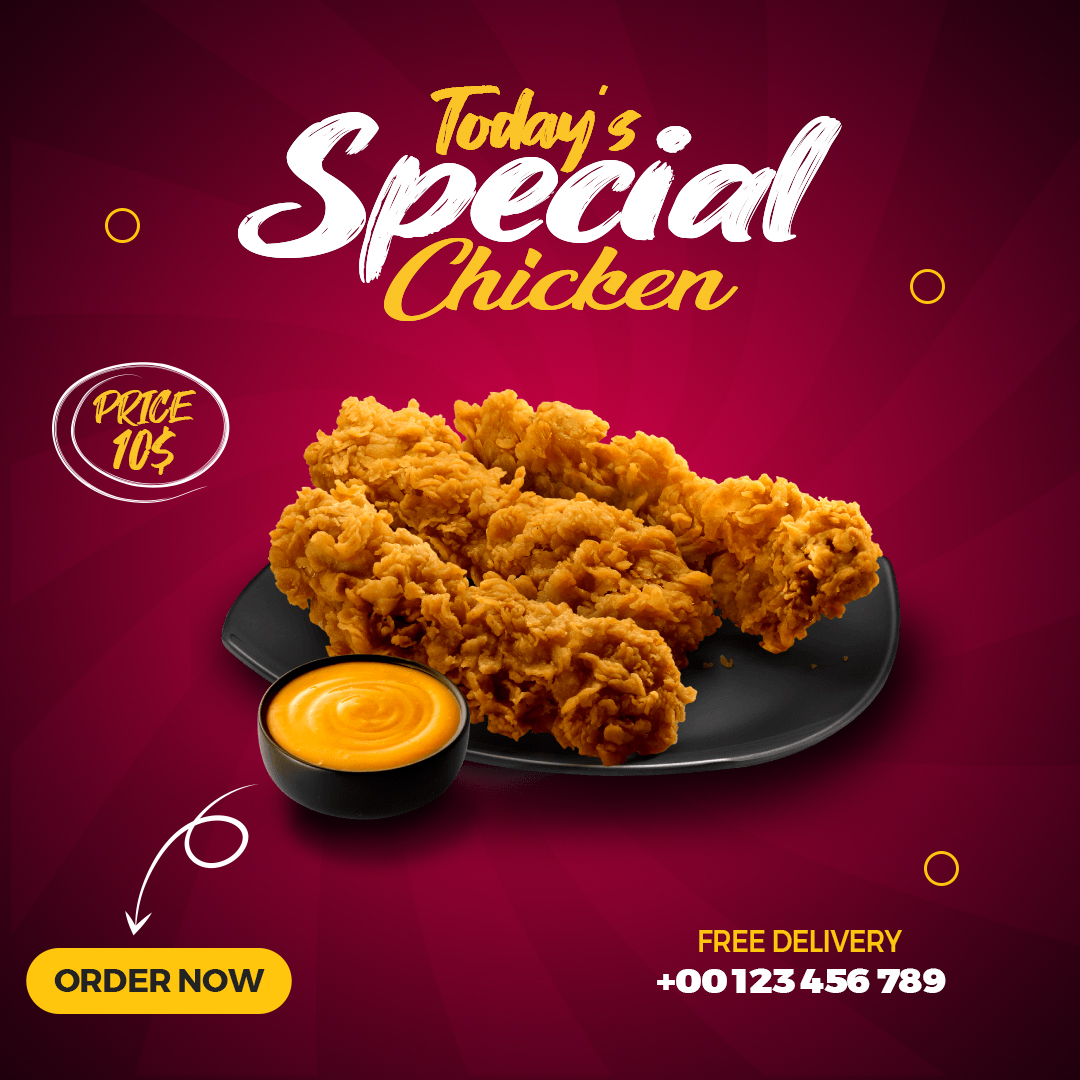 Today's
Special
Chicken
PRICE
10$
ORDER NOW
FREE DELIVERY
+00 123 456 789